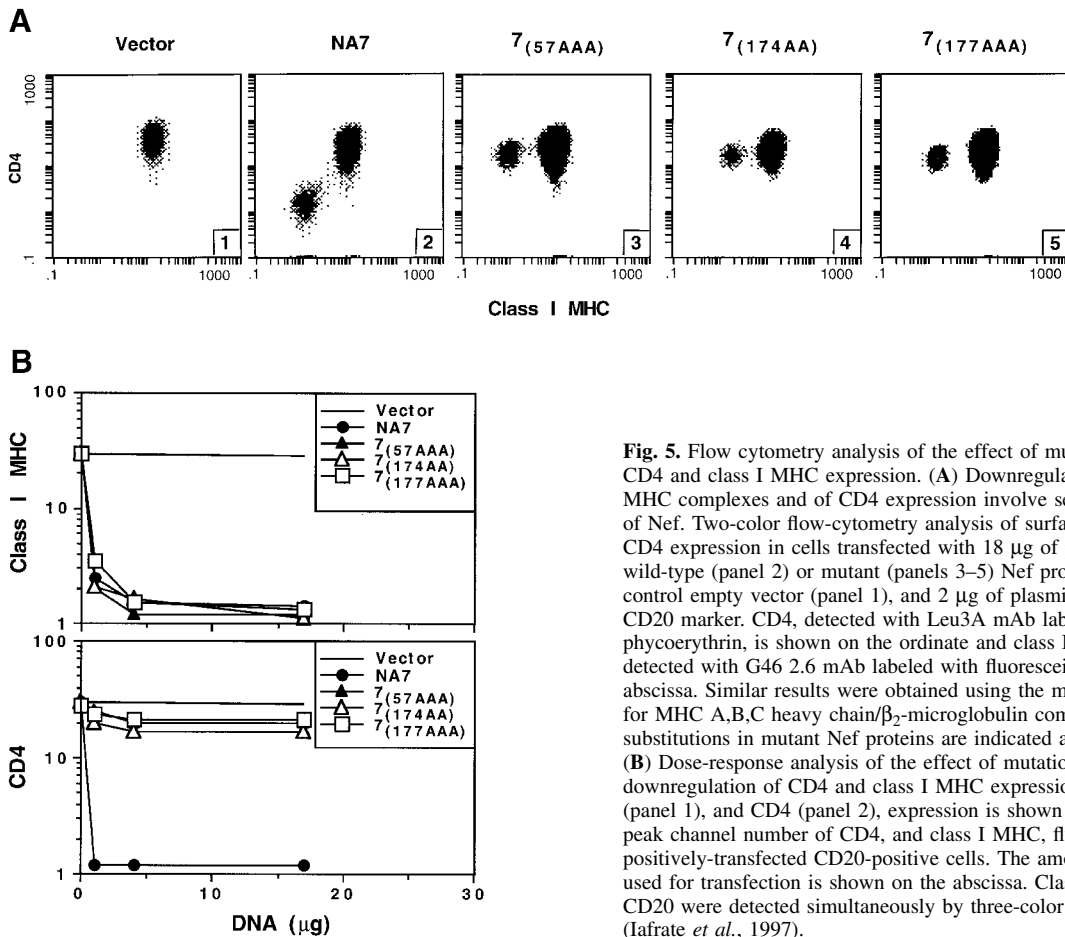 A
Vector NA7 7(57AAA) 7(174AA) 7(177AAA)
1000
CD4
.1
1 2 3 4 5
.1 1000 .1 1000 .1 1000 .1 1000 .1 1000
Class I MHC
B
100
10
1
Class I MHC
Vector
NA7
7(57AAA)
7(174AA)
7(177AAA)
100
10
1
CD4
Vector
NA7
7(57AAA)
7(174AA)
7(177AAA)
0 10 20 30
DNA (μg)
Fig. 5. Flow cytometry analysis of the effect of mu
CD4 and class I MHC expression. (A) Downregula
MHC complexes and of CD4 expression involve se
of Nef. Two-color flow-cytometry analysis of surfa
CD4 expression in cells transfected with 18 μg of
wild-type (panel 2) or mutant (panels 3–5) Nef pro
control empty vector (panel 1), and 2 μg of plasmi
CD20 marker. CD4, detected with Leu3A mAb lab
phycoerythrin, is shown on the ordinate and class I
detected with G46 2.6 mAb labeled with fluorescei
abscissa. Similar results were obtained using the m
for MHC A,B,C heavy chain/β2-microglobulin com
substitutions in mutant Nef proteins are indicated a
(B) Dose-response analysis of the effect of mutatio
downregulation of CD4 and class I MHC expressio
(panel 1), and CD4 (panel 2), expression is shown
peak channel number of CD4, and class I MHC, fl
positively-transfected CD20-positive cells. The amo
used for transfection is shown on the abscissa. Clas
CD20 were detected simultaneously by three-color
(Iafrate et al., 1997).